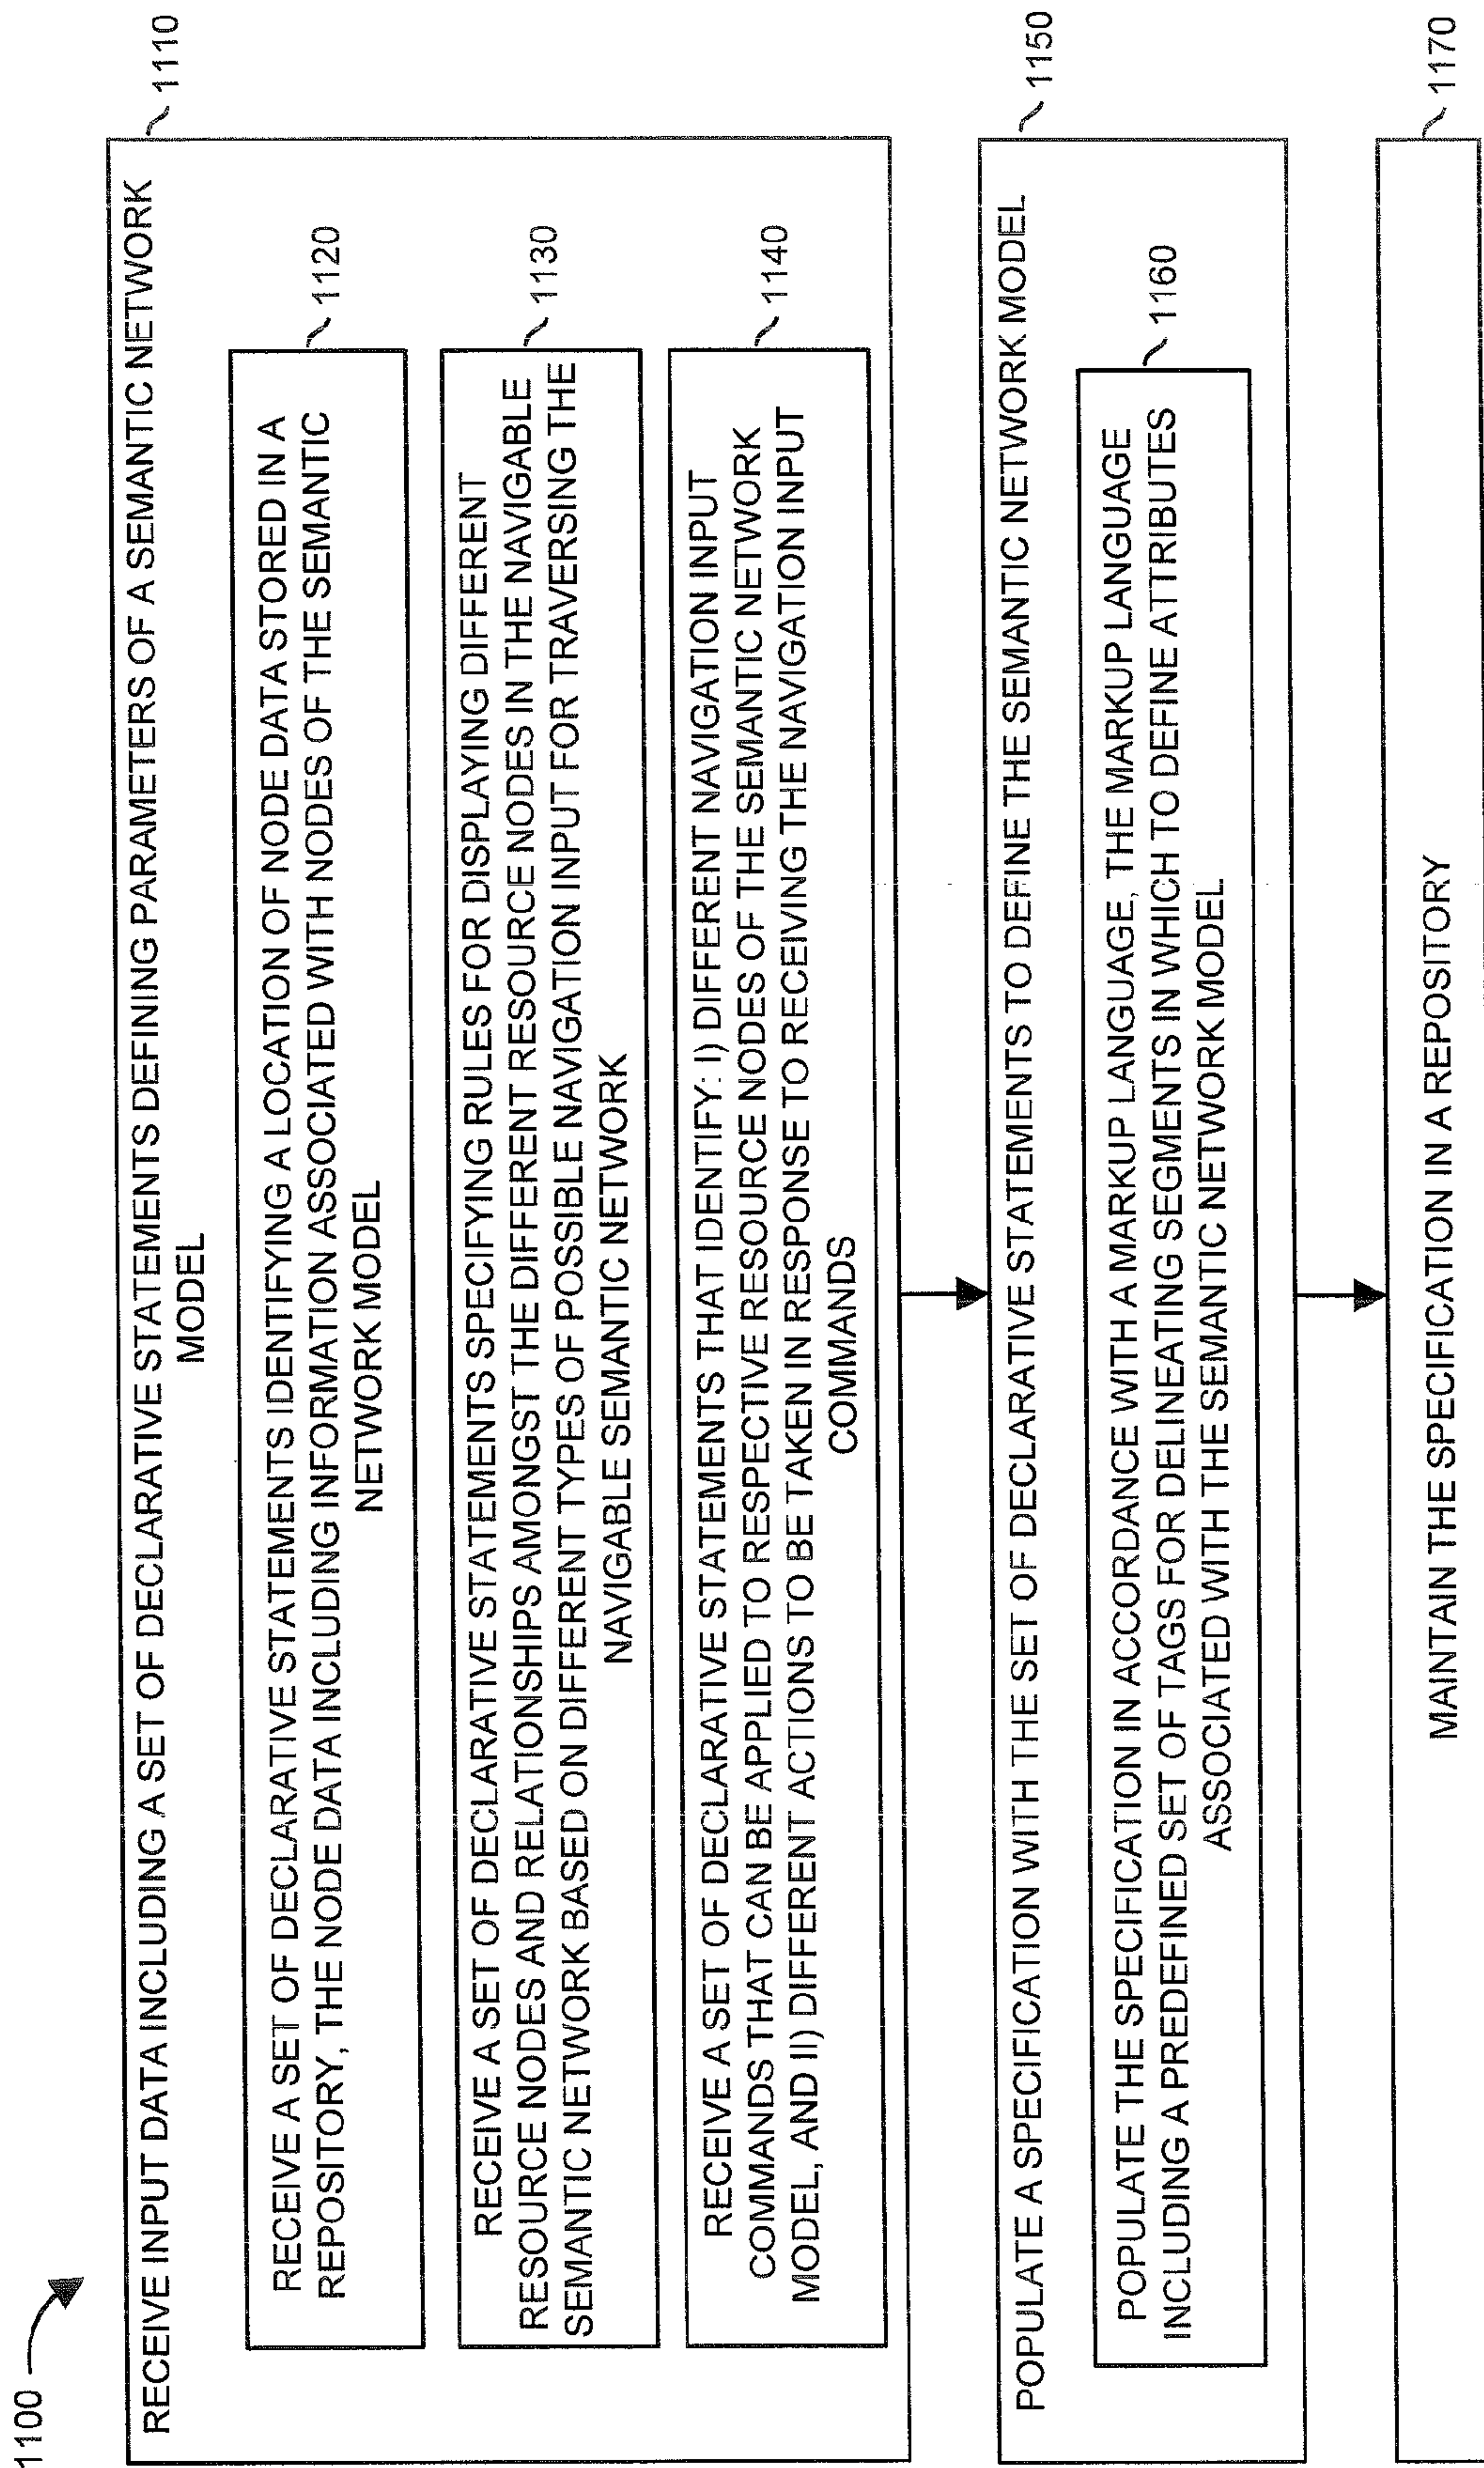 1100
RECEIVE INPUT DATA INCLUDING A SET OF DECLARATIVE STATEMENTS DEFINING PARAMETERS OF A SEMANTIC NETWORK
MODEL
1110
RECEIVE A SET OF DECLARATIVE STATEMENTS IDENTIFYING A LOCATION OF NODE DATA STORED IN A
REPOSITORY, THE NODE DATA INCLUDING INFORMATION ASSOCIATED WITH NODES OF THE SEMANTIC
NETWORK MODEL
1120
RECEIVE A SET OF DECLARATIVE STATEMENTS SPECIFYING RULES FOR DISPLAYING DIFFERENT
RESOURCE NODES AND RELATIONSHIPS AMONGST THE DIFFERENT RESOURCE NODES IN THE NAVIGABLE
SEMANTIC NETWORK BASED ON DIFFERENT TYPES OF POSSIBLE NAVIGATION INPUT FOR TRAVERSING THE
NAVIGABLE SEMANTIC NETWORK
1130
RECEIVE A SET OF DECLARATIVE STATEMENTS THAT IDENTIFY: I) DIFFERENT NAVIGATION INPUT
COMMANDS THAT CAN BE APPLIED TO RESPECTIVE RESOURCE NODES OF THE SEMANTIC NETWORK
MODEL, AND II) DIFFERENT ACTIONS TO BE TAKEN IN RESPONSE TO RECEIVING THE NAVIGATION INPUT
COMMANDS
1140
POPULATE A SPECIFICATION WITH THE SET OF DECLARATIVE STATEMENTS TO DEFINE THE SEMANTIC NETWORK MODEL
1150
POPULATE THE SPECIFICATION IN ACCORDANCE WITH A MARKUP LANGUAGE, THE MARKUP LANGUAGE
INCLUDING A PREDEFINED SET OF TAGS FOR DELINEATING SEGMENTS IN WHICH TO DEFINE ATTRIBUTES
ASSOCIATED WITH THE SEMANTIC NETWORK MODEL
1160
MAINTAIN THE SPECIFICATION IN A REPOSITORY
1170